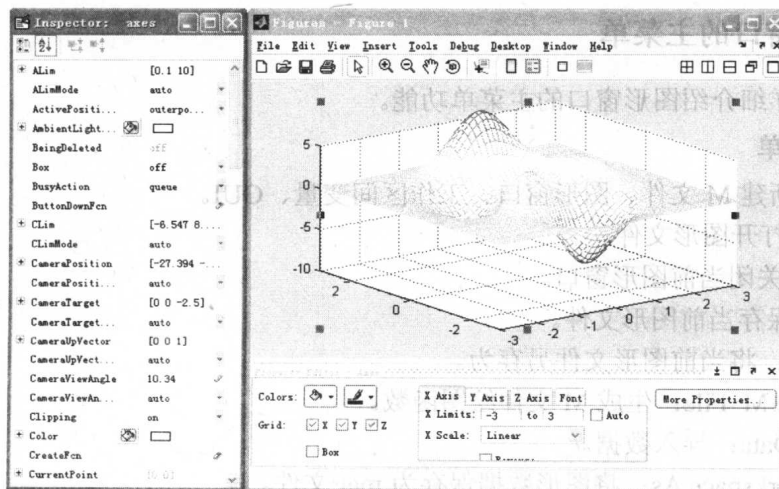 Inspector: axes
ALim [0.1 10]
ALimMode auto
ActivePositi... outerpo...
AmbientLight...
BeingDeleted off
Box off
BusyAction queue
ButtonDownFcn
CLim [-6.547 8....
CLimMode auto
CameraPosition [-27.394 -...
CameraPositi... auto
CameraTarget [0 0 -2.5]
CameraTarget... auto
CameraUpVector [0 0 1]
CameraUpVect... auto
CameraViewAngle 10.34
CameraViewAn... auto
Clipping on
Color
CreateFcn
CurrentPoint [0 0]
Figures - Figure 1
File Edit View Insert Tools Debug Desktop Window Help
5
0
-5
-10
2
0
-2
-3
-2
-1
0
1
2
3
Colors:
Grid: X Y Z
Box
X Axis Y Axis Z Axis Font
X Limits: -3 to 3 Auto
X Scale: Linear
More Properties...